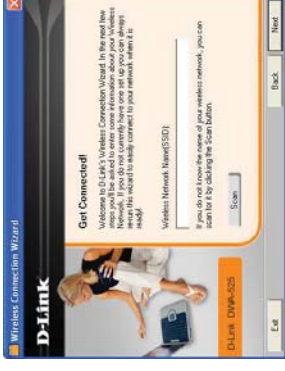 Wireless Connection Wizard
D-Link
Get Connected!
Welcome to D-Link's Wireless Connection Wizard. In the next few
steps you'll be asked to enter some information about your Wireless
Network. If you do not currently have one set up you can always
re-run this wizard to easily connect to your network when it is
ready!
Wireless Network Name(SSID)
If you do not know the name of your wireless network, you can
scan for it by clicking the Scan button.
Scan
D-Link DWA-525
Exit
Back
Next